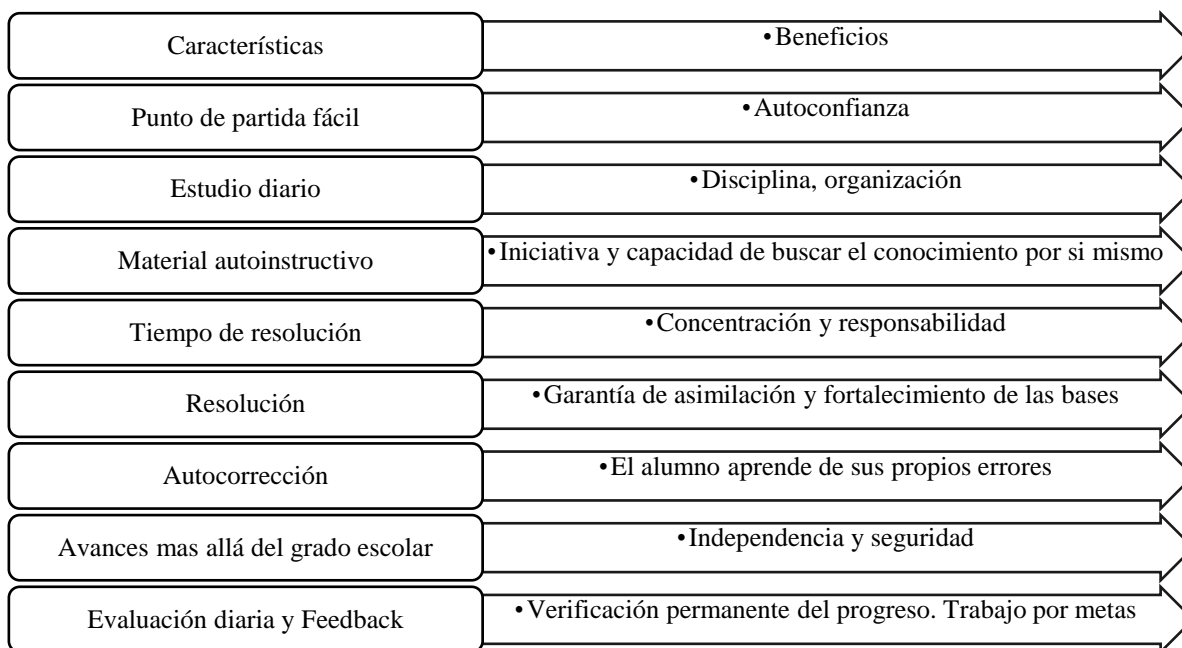 Características
•Beneficios
Punto de partida fácil
•Autoconfianza
Estudio diario
•Disciplina, organización
Material autoinstructivo
•Iniciativa y capacidad de buscar el conocimiento por si mismo
Tiempo de resolución
•Concentración y responsabilidad
Resolución
•Garantía de asimilación y fortalecimiento de las bases
Autocorrección
•El alumno aprende de sus propios errores
Avances mas allá del grado escolar
•Independencia y seguridad
Evaluación diaria y Feedback
•Verificación permanente del progreso. Trabajo por metas